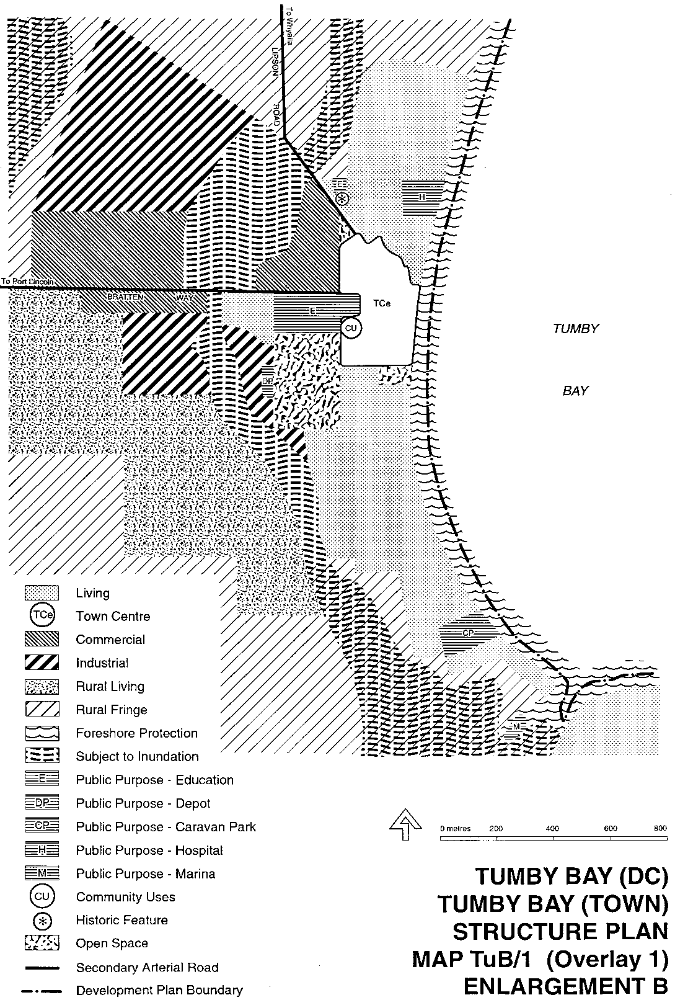 To Whyalla
LIPSON ROAD
E
H
To Port Lincoln
BRATTEN WAY
E
TCe
CU
DP
TUMBY
BAY
CP
M
Living
TCe Town Centre
Commercial
Industrial
Rural Living
Rural Fringe
Foreshore Protection
Subject to Inundation
E Public Purpose - Education
DP Public Purpose - Depot
CP Public Purpose - Caravan Park
H Public Purpose - Hospital
M Public Purpose - Marina
CU Community Uses
Historic Feature
Open Space
Secondary Arterial Road
Development Plan Boundary
0 metres 200 400 600 800
TUMBY BAY (DC)
TUMBY BAY (TOWN)
STRUCTURE PLAN
MAP TuB/1 (Overlay 1)
ENLARGEMENT B